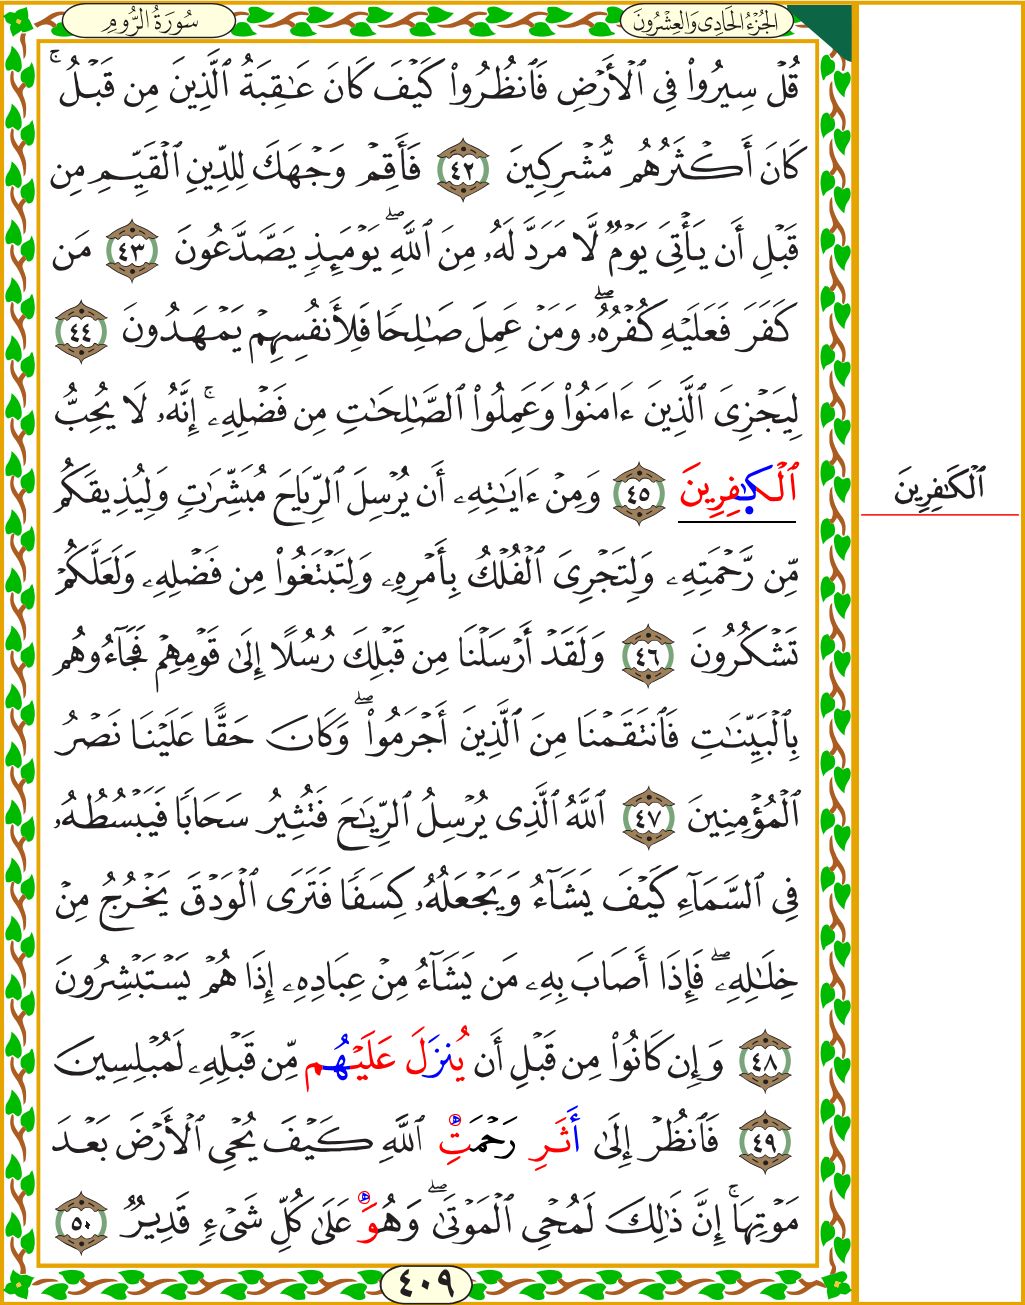 الجُزْءُ الحَادِى وَالعِشْرُونَ
سُورَةُ الرُّومِ
قُلْ سِيرُوا۟ فِى ٱلْأَرْضِ فَٱنظُرُوا۟ كَيْفَ كَانَ عَـٰقِبَةُ ٱلَّذِينَ مِن قَبْلُ ۚ
كَانَ أَكْثَرُهُم مُّشْرِكِينَ ٤٢ فَأَقِمْ وَجْهَكَ لِلدِّينِ ٱلْقَيِّمِ مِن
قَبْلِ أَن يَأْتِىَ يَوْمٌ لَّا مَرَدَّ لَهُۥ مِنَ ٱللَّهِ ۖ يَوْمَئِذٍ يَصَّدَّعُونَ ٤٣ مَن
كَفَرَ فَعَلَيْهِ كُفْرُهُۥ ۖ وَمَنْ عَمِلَ صَـٰلِحًا فَلِأَنفُسِهِمْ يَمْهَدُونَ ٤٤
لِيَجْزِىَ ٱلَّذِينَ ءَامَنُوا۟ وَعَمِلُوا۟ ٱلصَّـٰلِحَـٰتِ مِن فَضْلِهِۦ ۚ إِنَّهُۥ لَا يُحِبُّ
ٱلْكَـٰفِرِينَ ٤٥ وَمِنْ ءَايَـٰتِهِۦ أَن يُرْسِلَ ٱلرِّيَاحَ مُبَشِّرَٰتٍ وَلِيُذِيقَكُم
ٱلْكَـٰفِرِينَ
مِّن رَّحْمَتِهِۦ وَلِتَجْرِىَ ٱلْفُلْكُ بِأَمْرِهِۦ وَلِتَبْتَغُوا۟ مِن فَضْلِهِۦ وَلَعَلَّكُمْ
تَشْكُرُونَ ٤٦ وَلَقَدْ أَرْسَلْنَا مِن قَبْلِكَ رُسُلًا إِلَىٰ قَوْمِهِمْ فَجَآءُوهُم
بِٱلْبَيِّنَـٰتِ فَٱنتَقَمْنَا مِنَ ٱلَّذِينَ أَجْرَمُوا۟ ۖ وَكَانَ حَقًّا عَلَيْنَا نَصْرُ
ٱلْمُؤْمِنِينَ ٤٧ ٱللَّهُ ٱلَّذِى يُرْسِلُ ٱلرِّيَـٰحَ فَتُثِيرُ سَحَابًا فَيَبْسُطُهُۥ
فِى ٱلسَّمَآءِ كَيْفَ يَشَآءُ وَيَجْعَلُهُۥ كِسَفًا فَتَرَى ٱلْوَدْقَ يَخْرُجُ مِنْ
خِلَـٰلِهِۦ ۖ فَإِذَا أَصَابَ بِهِۦ مَن يَشَآءُ مِنْ عِبَادِهِۦ إِذَا هُمْ يَسْتَبْشِرُونَ
٤٨ وَإِن كَانُوا۟ مِن قَبْلِ أَن يُنزَلَ عَلَيْهُم مِّن قَبْلِهِۦ لَمُبْلِسِينَ
٤٩ فَٱنظُرْ إِلَىٰ أَثَرِ رَحْمَتِ ٱللَّهِ كَيْفَ يُحْىِ ٱلْأَرْضَ بَعْدَ
مَوْتِهَا ۚ إِنَّ ذَٰلِكَ لَمُحْىِ ٱلْمَوْتَىٰ ۖ وَهُوَ عَلَىٰ كُلِّ شَىْءٍ قَدِيرٌ ٥٠
٤٠٩